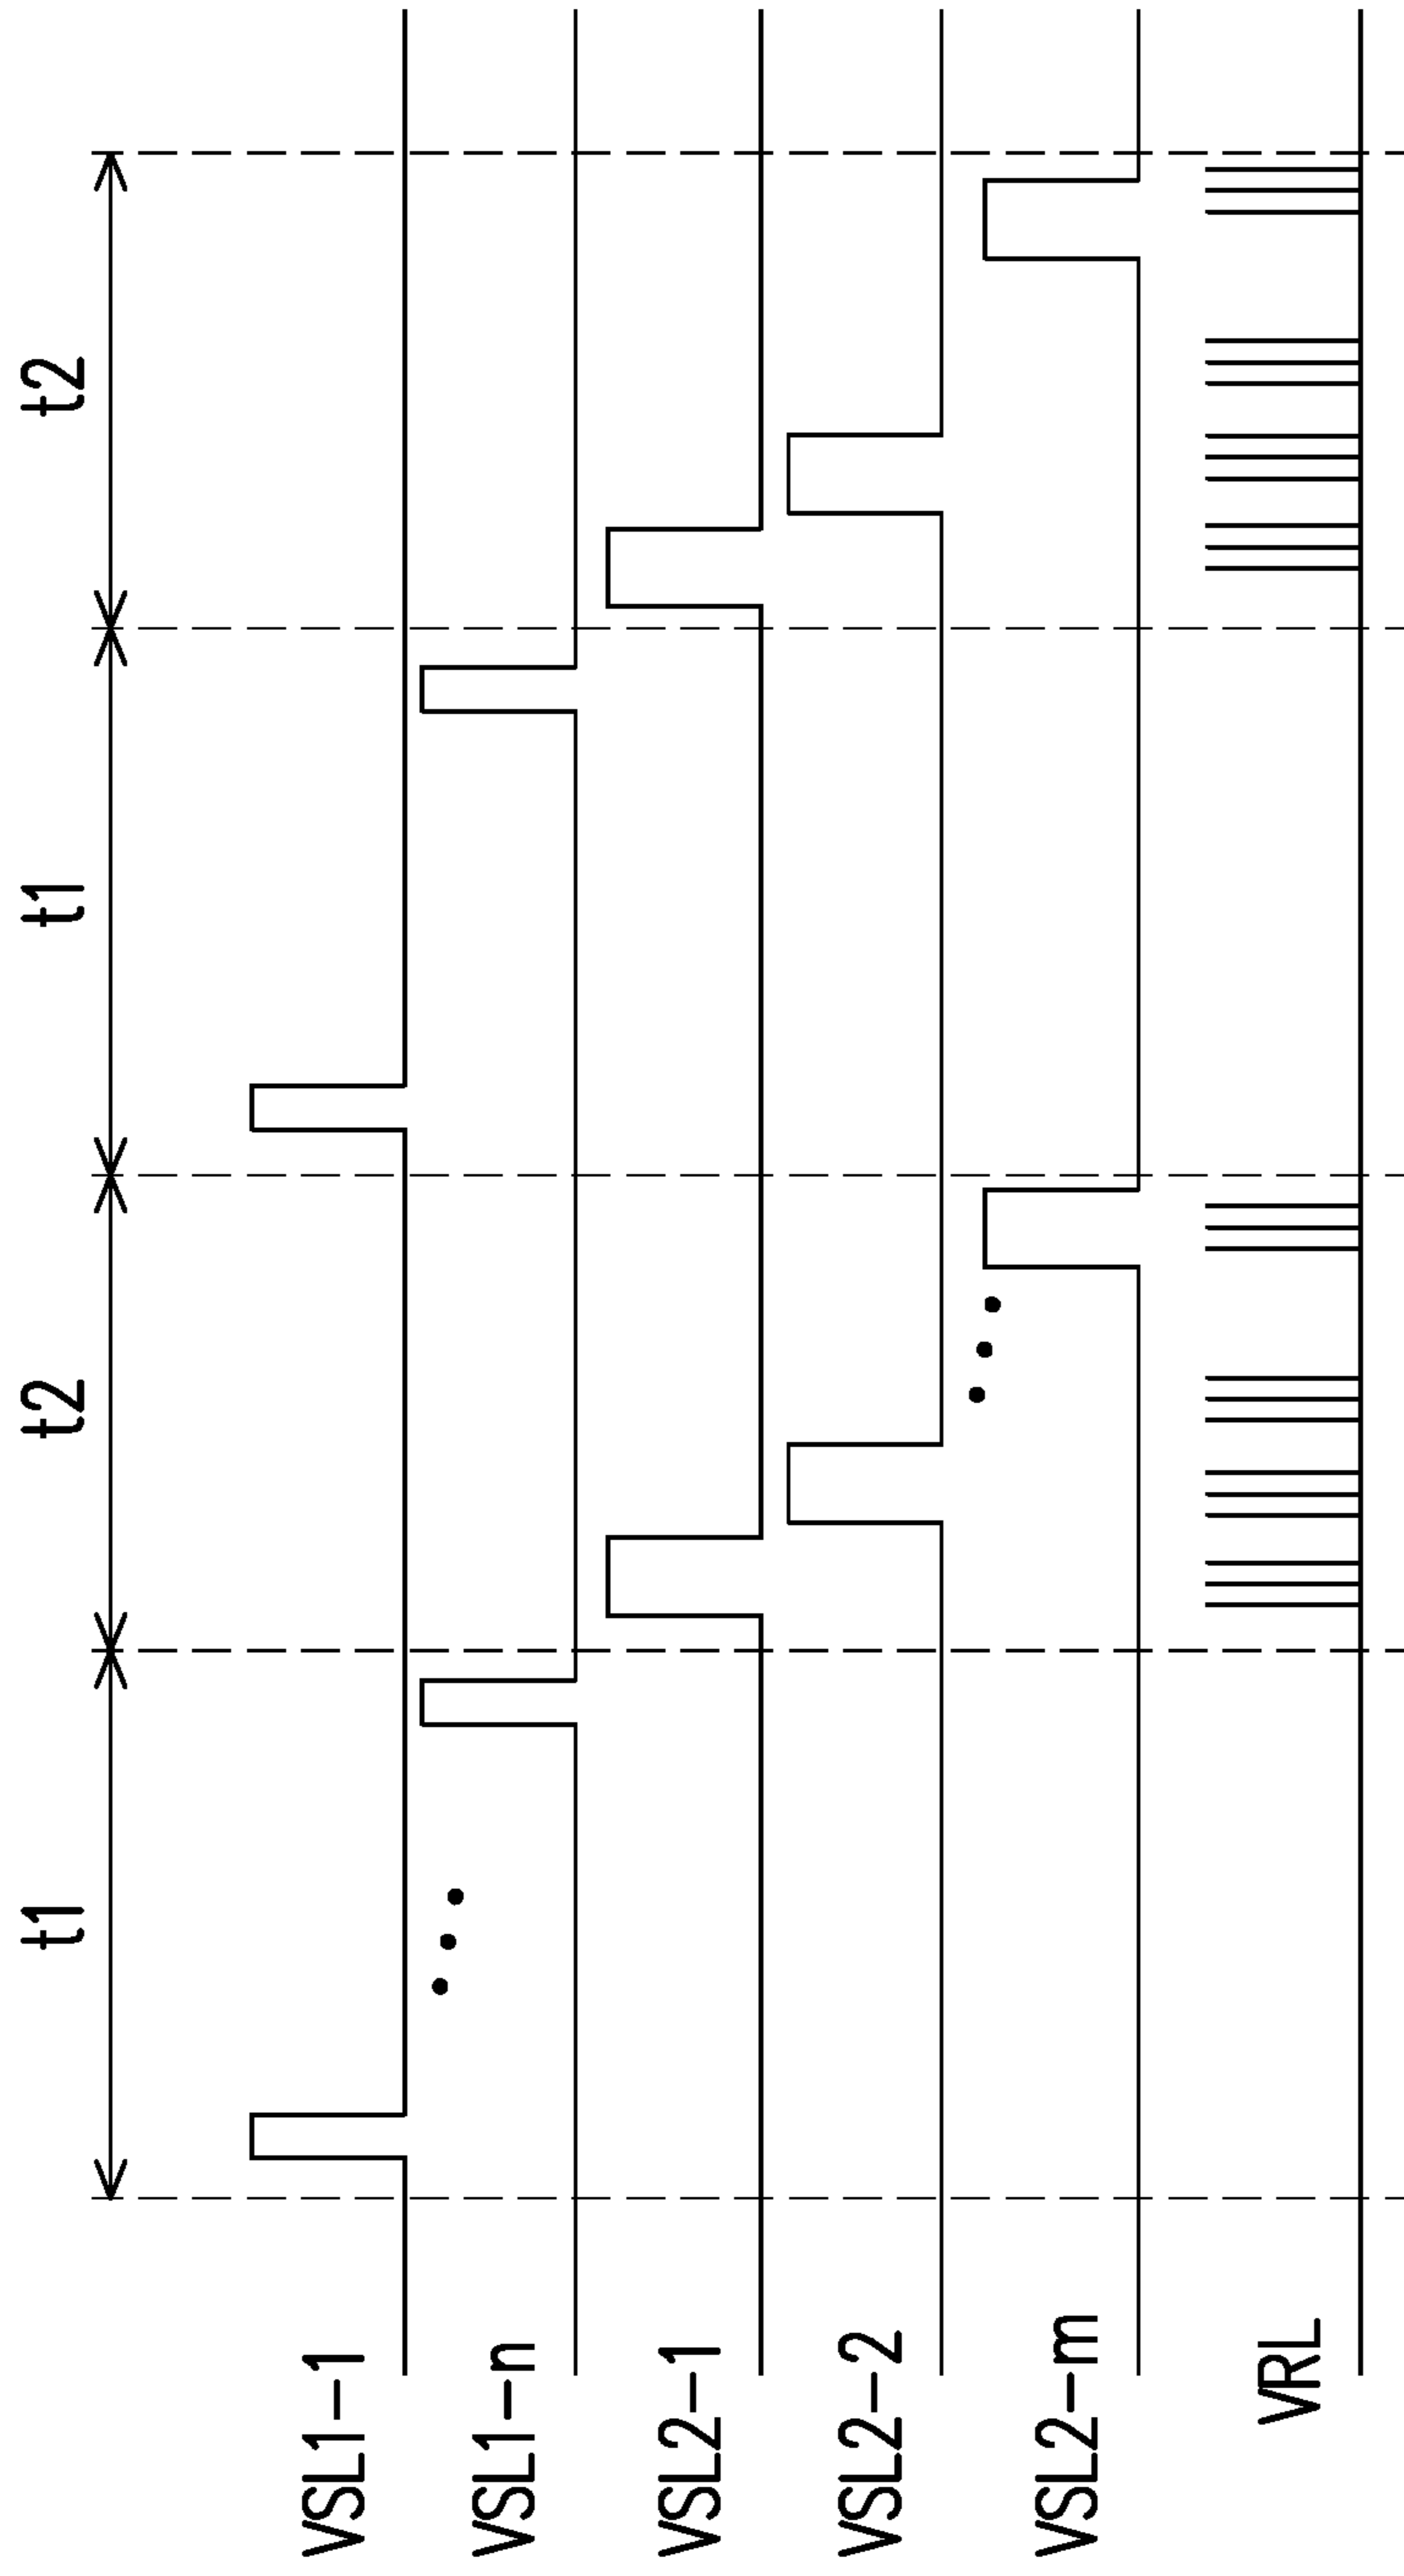 t1 t2 t1 t2
VSL1-1
VSL1-n
VSL2-1
VSL2-2
VSL2-m
VRL